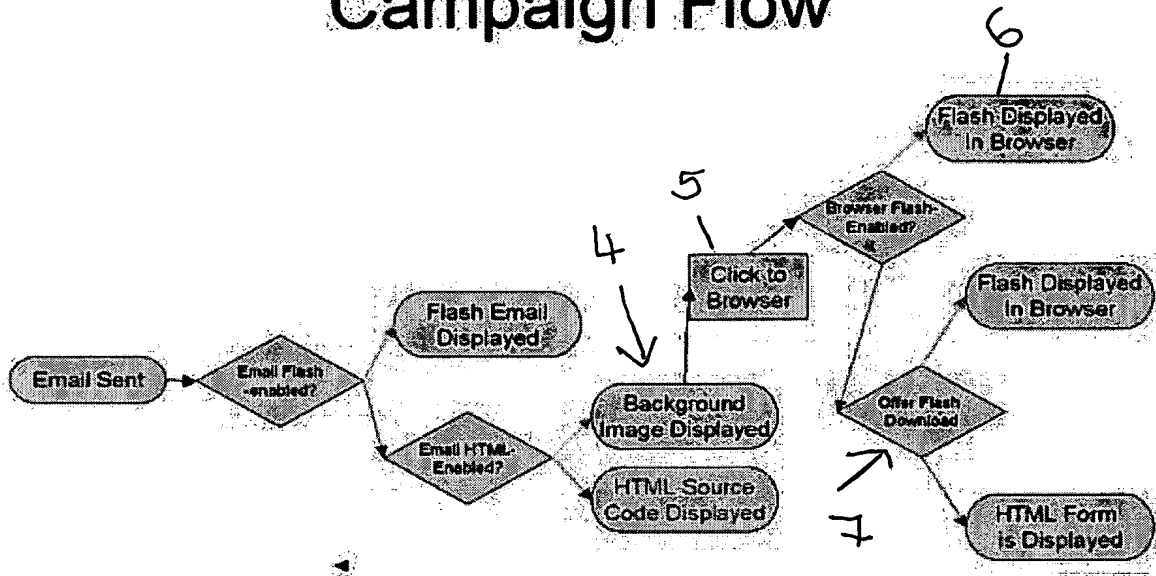 Campaign Flow
6
Flash Displayed
In Browser
5
Browser Flash-
Enabled?
4
Click to
Browser
Flash Displayed
In Browser
Flash Email
Displayed
Email Sent
Email Flash
-enabled?
Background
Image Displayed
Offer Flash
Download
Email HTML-
Enabled?
HTML Source
Code Displayed
7
HTML Form
is Displayed